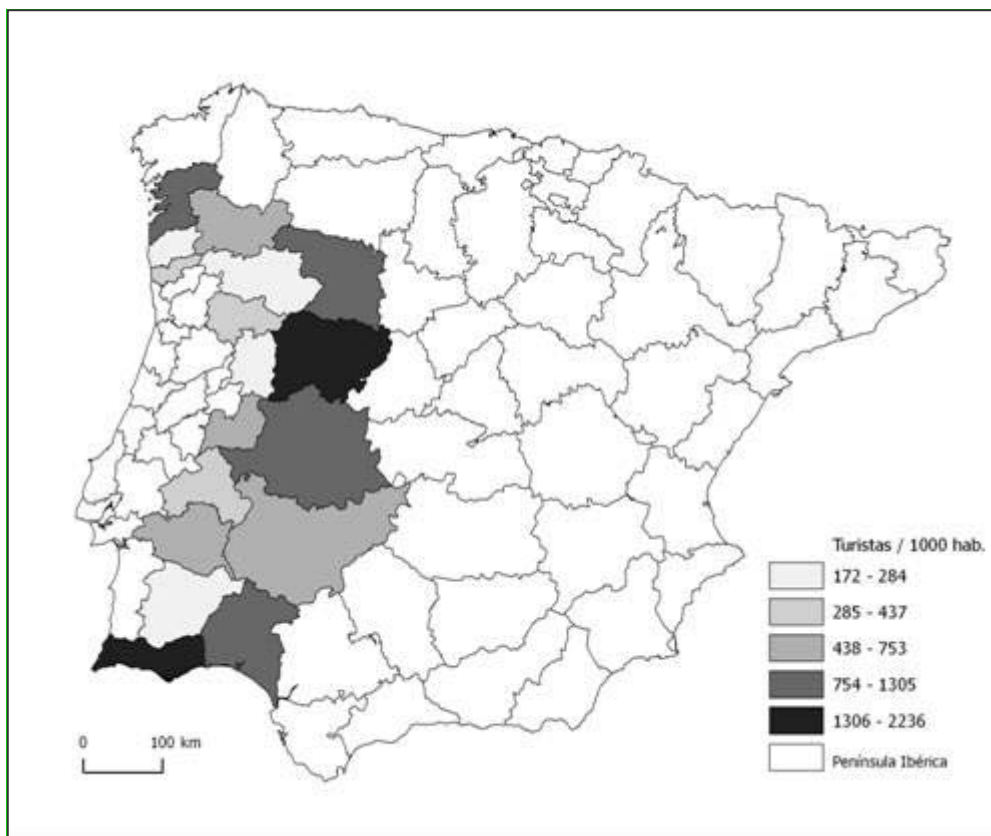 Turistas / 1000 hab.
172 - 284
285 - 437
438 - 753
754 - 1305
1306 - 2236
Península Ibérica
0 100 km